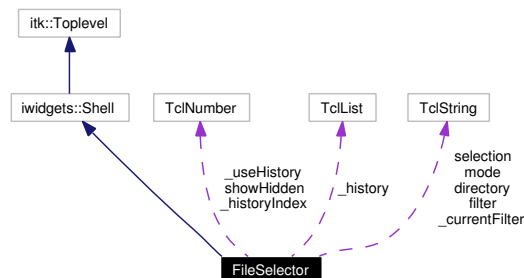 itk::Toplevel
iwidgets::Shell
TclNumber
TclList
TclString
_useHistory
showHidden
_historyIndex
_history
selection
mode
directory
filter
_currentFilter
FileSelector